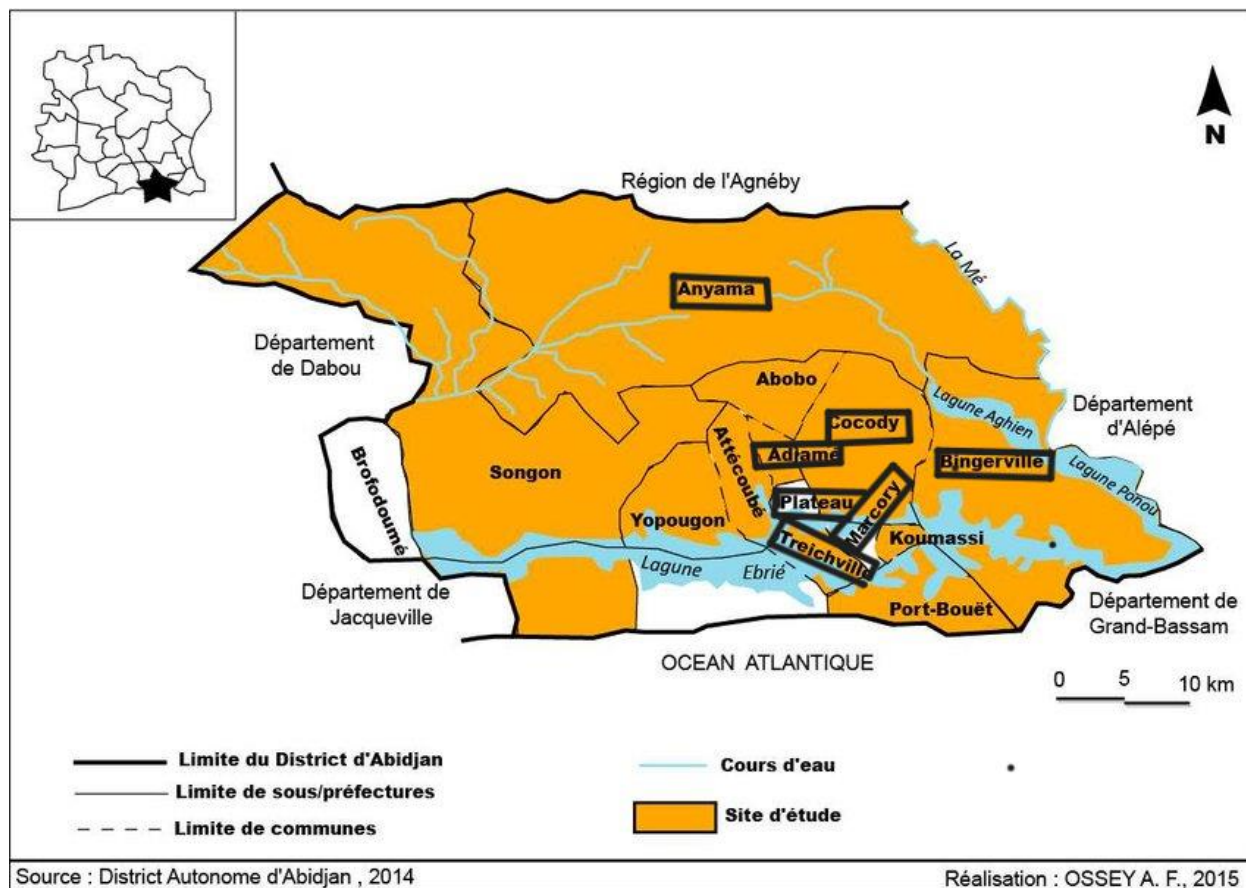 N
Région de l'Agnéby
La Mé
Anyama
Département
de Dabou
Abobo
Lagune Aghien
Département
d'Alépé
Cocody
Attécoubé
Adjamé
Bingerville
Brofodoumé
Songon
Lagune Ponou
Plateau
Marcory
Yopougon
Treichville
Koumassi
Lagune Ebrié
Département de
Jacqueville
Port-Bouët
Département de
Grand-Bassam
OCEAN ATLANTIQUE
0 5 10 km
Limite du District d'Abidjan
Limite de sous/préfectures
Limite de communes
Cours d'eau
Site d'étude
Source : District Autonome d'Abidjan , 2014
Réalisation : OSSEY A. F., 2015